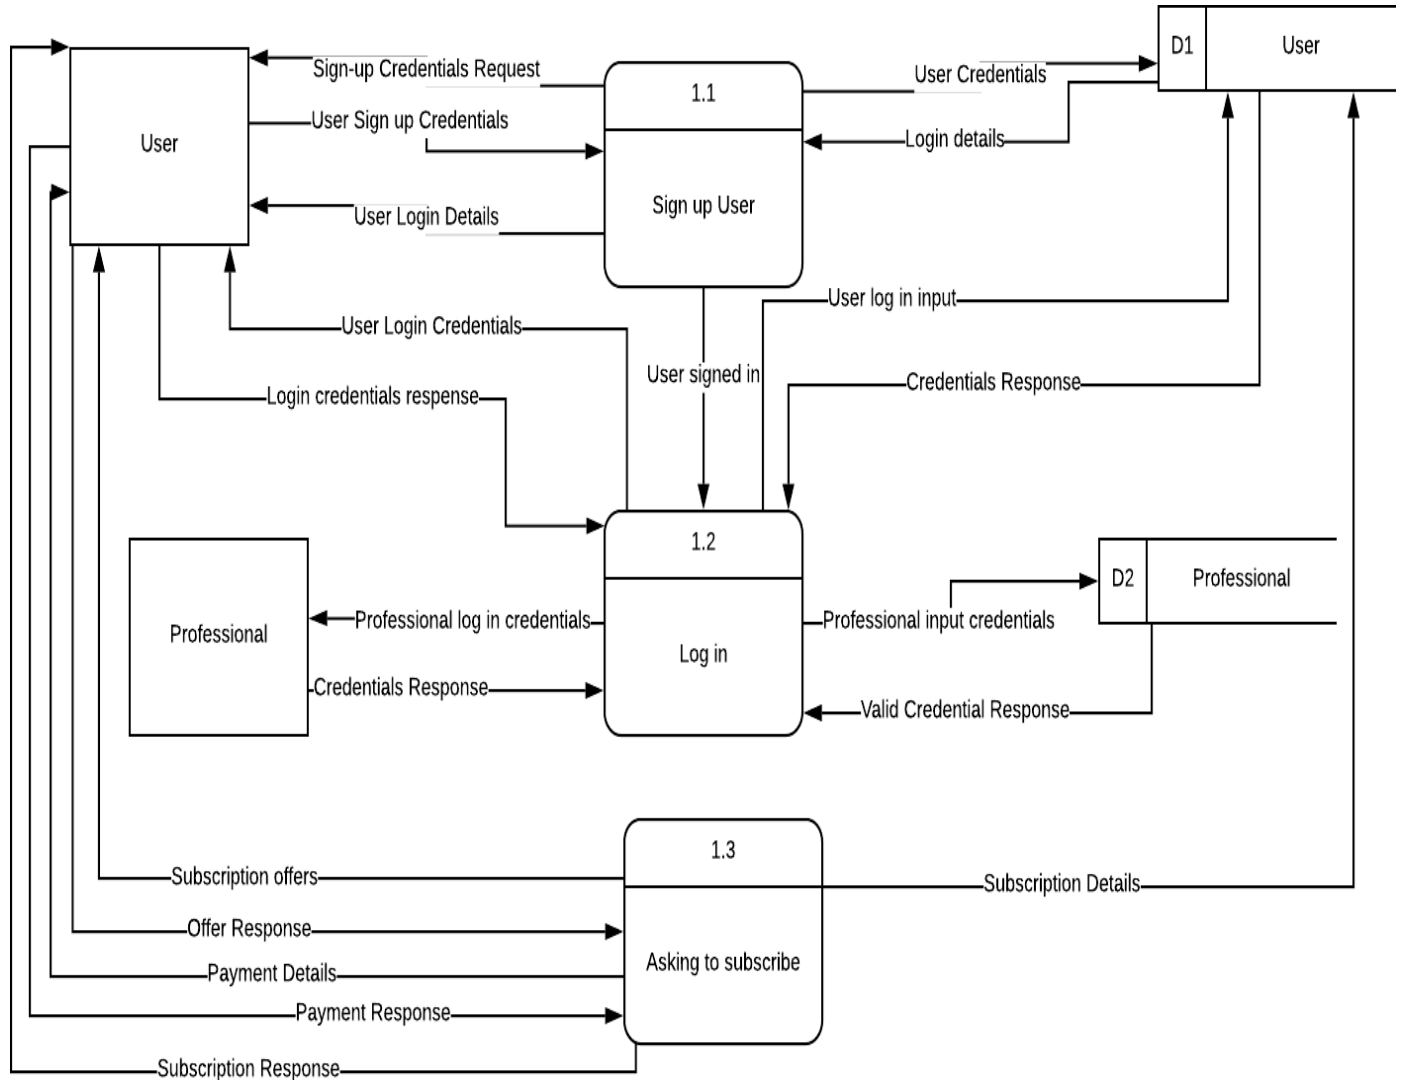 D1
User
Sign-up Credentials Request
User Credentials
1.1
User Sign up Credentials
Login details
User
Sign up User
User Login Details
User log in input
User Login Credentials
User signed in
Credentials Response
Login credentials respense
1.2
D2
Professional
Professional
Professional log in credentials
Professional input credentials
Log in
Credentials Response
Valid Credential Response
1.3
Subscription offers
Subscription Details
Offer Response
Asking to subscribe
Payment Details
Payment Response
Subscription Response